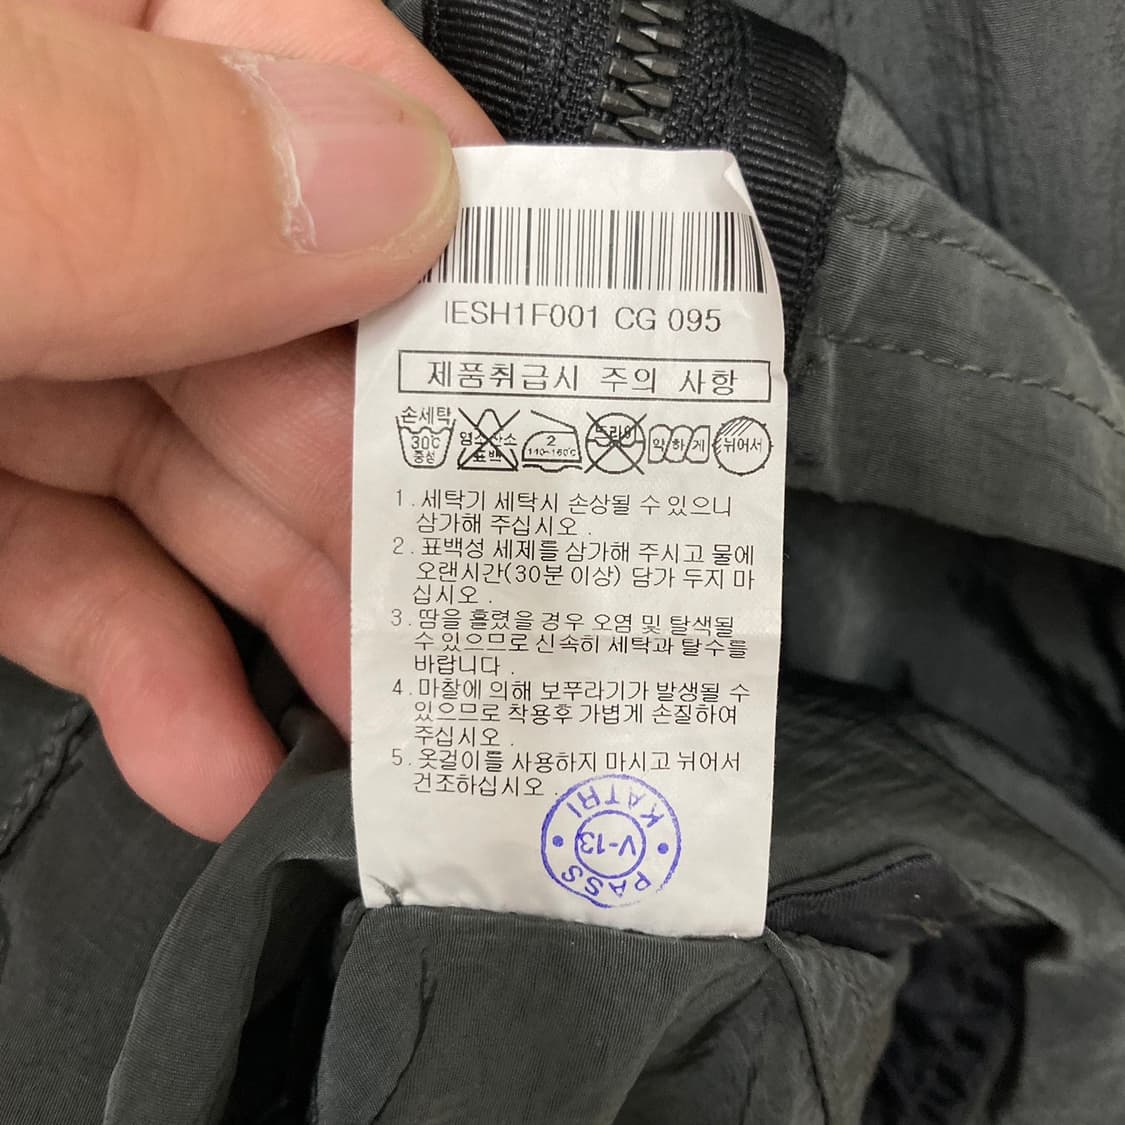 IESH1F001 CG 095
제품취급시 주의 사항
손세탁 30℃ 중성
염소산소 표백
2 140~160℃
드라이
약하게
뉘어서
1. 세탁기 세탁시 손상될 수 있으니
삼가해 주십시오.
2. 표백성 세제를 삼가해 주시고 물에
오랜시간(30분 이상) 담가 두지 마
십시오.
3. 땀을 흘렸을 경우 오염 및 탈색될
수 있으므로 신속히 세탁과 탈수를
바랍니다.
4. 마찰에 의해 보푸라기가 발생될 수
있으므로 착용후 가볍게 손질하여
주십시오.
5. 옷걸이를 사용하지 마시고 뉘어서
건조하십시오.
KATRI
V-13
PASS